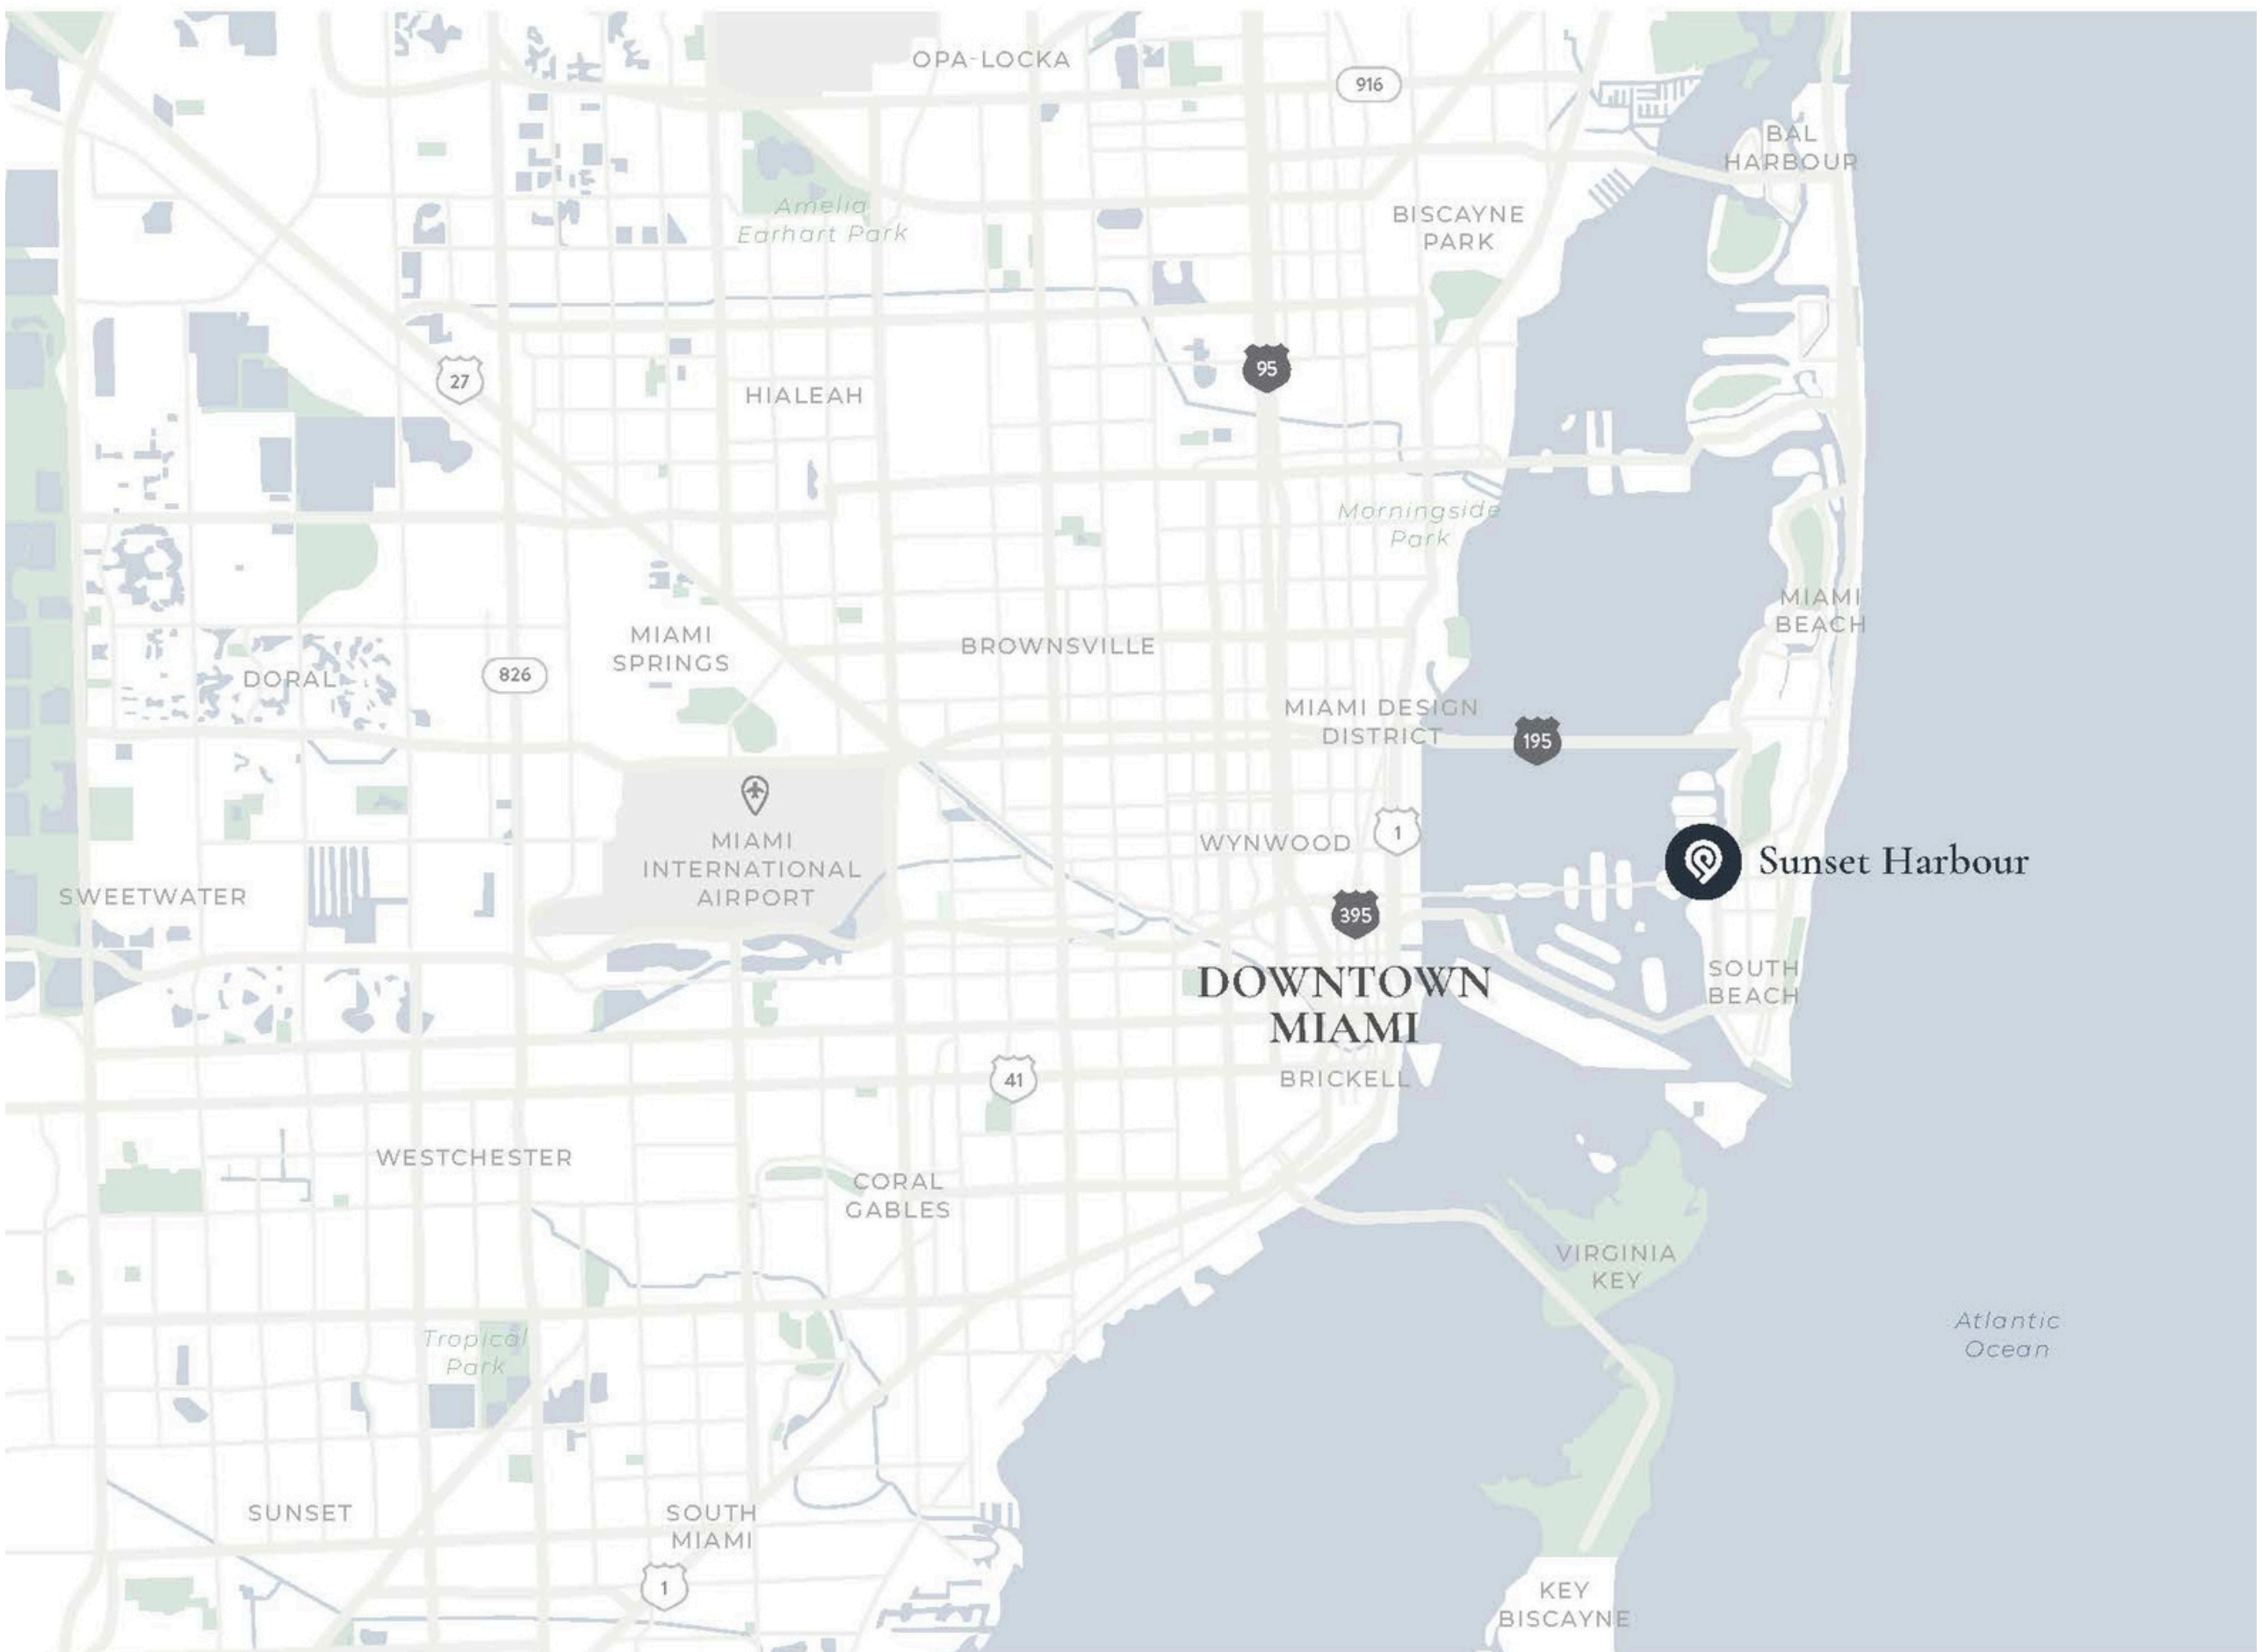 OPA-LOCKA
916
BAL
HARBOUR
Amelia
Earhart Park
BISCAYNE
PARK
27
HIALEAH
95
Morningside
Park
MIAMI
BEACH
MIAMI
SPRINGS
BROWNSVILLE
DORAL
826
MIAMI DESIGN
DISTRICT
195
MIAMI
INTERNATIONAL
AIRPORT
WYNWOOD
1
Sunset Harbour
SWEETWATER
395
DOWNTOWN
MIAMI
SOUTH
BEACH
41
BRICKELL
WESTCHESTER
CORAL
GABLES
VIRGINIA
KEY
Atlantic
Ocean
Tropical
Park
SUNSET
SOUTH
MIAMI
1
KEY
BISCAYNE